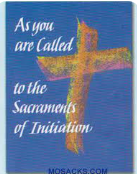 As you
are Called
to the
Sacraments
of Initiation
MOSACKS.COM